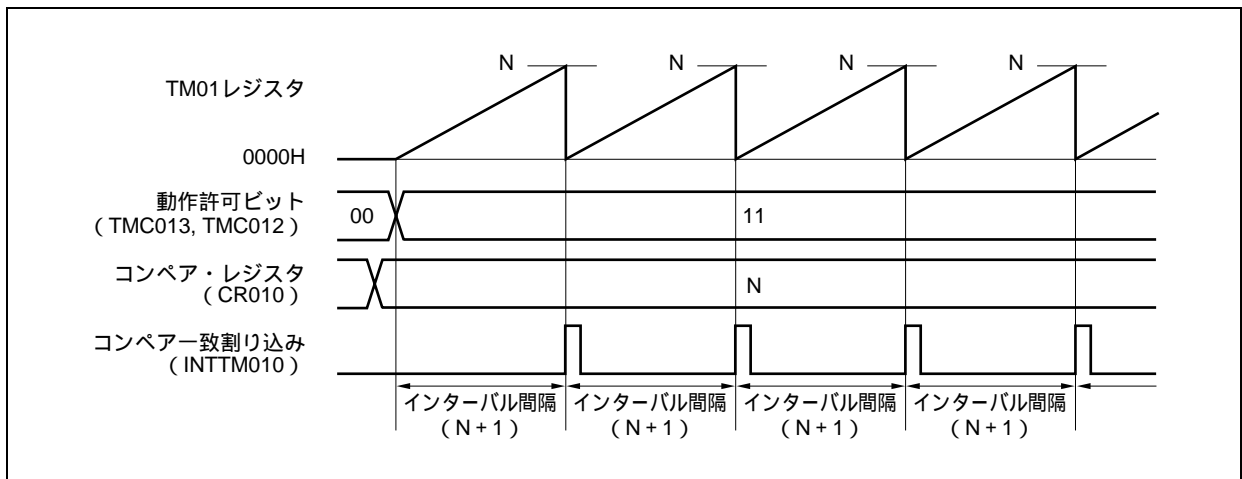 N N N N
TM01レジスタ
0000H
動作許可ビット
（TMC013, TMC012）
00 11
コンペア・レジスタ
（CR010）
N
コンペア一致割り込み
（INTTM010）
インターバル間隔 インターバル間隔 インターバル間隔 インターバル間隔
（N + 1） （N + 1） （N + 1） （N + 1）